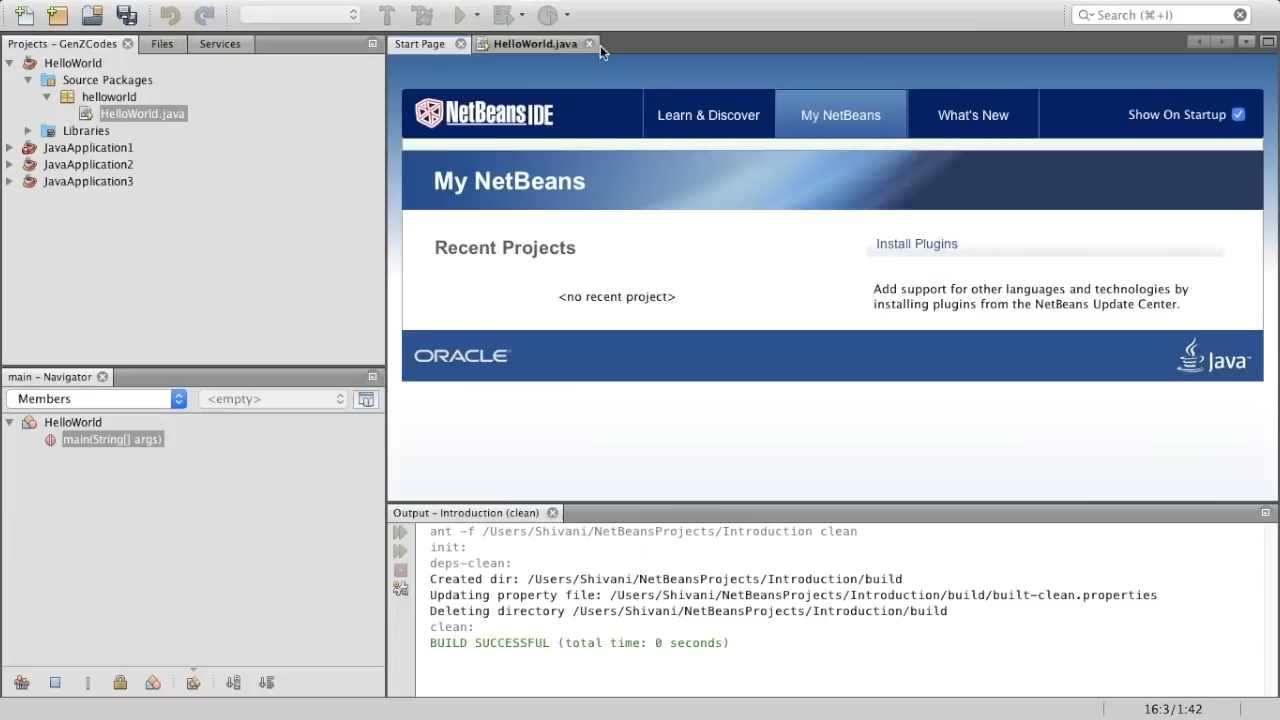 Search (⌘+I)
Projects – GenZCodes
Files
Services
Start Page
HelloWorld.java
HelloWorld
Source Packages
helloworld
HelloWorld.java
Libraries
JavaApplication1
JavaApplication2
JavaApplication3
NetBeans IDE
Learn & Discover
My NetBeans
What's New
Show On Startup
My NetBeans
Recent Projects
<no recent project>
Install Plugins
Add support for other languages and technologies by
installing plugins from the NetBeans Update Center.
ORACLE
Java
main – Navigator
Members
<empty>
HelloWorld
main(String[] args)
Output – Introduction (clean)
ant -f /Users/Shivani/NetBeansProjects/Introduction clean
init:
deps-clean:
Created dir: /Users/Shivani/NetBeansProjects/Introduction/build
Updating property file: /Users/Shivani/NetBeansProjects/Introduction/build/built-clean.properties
Deleting directory /Users/Shivani/NetBeansProjects/Introduction/build
clean:
BUILD SUCCESSFUL (total time: 0 seconds)
16:3/1:42